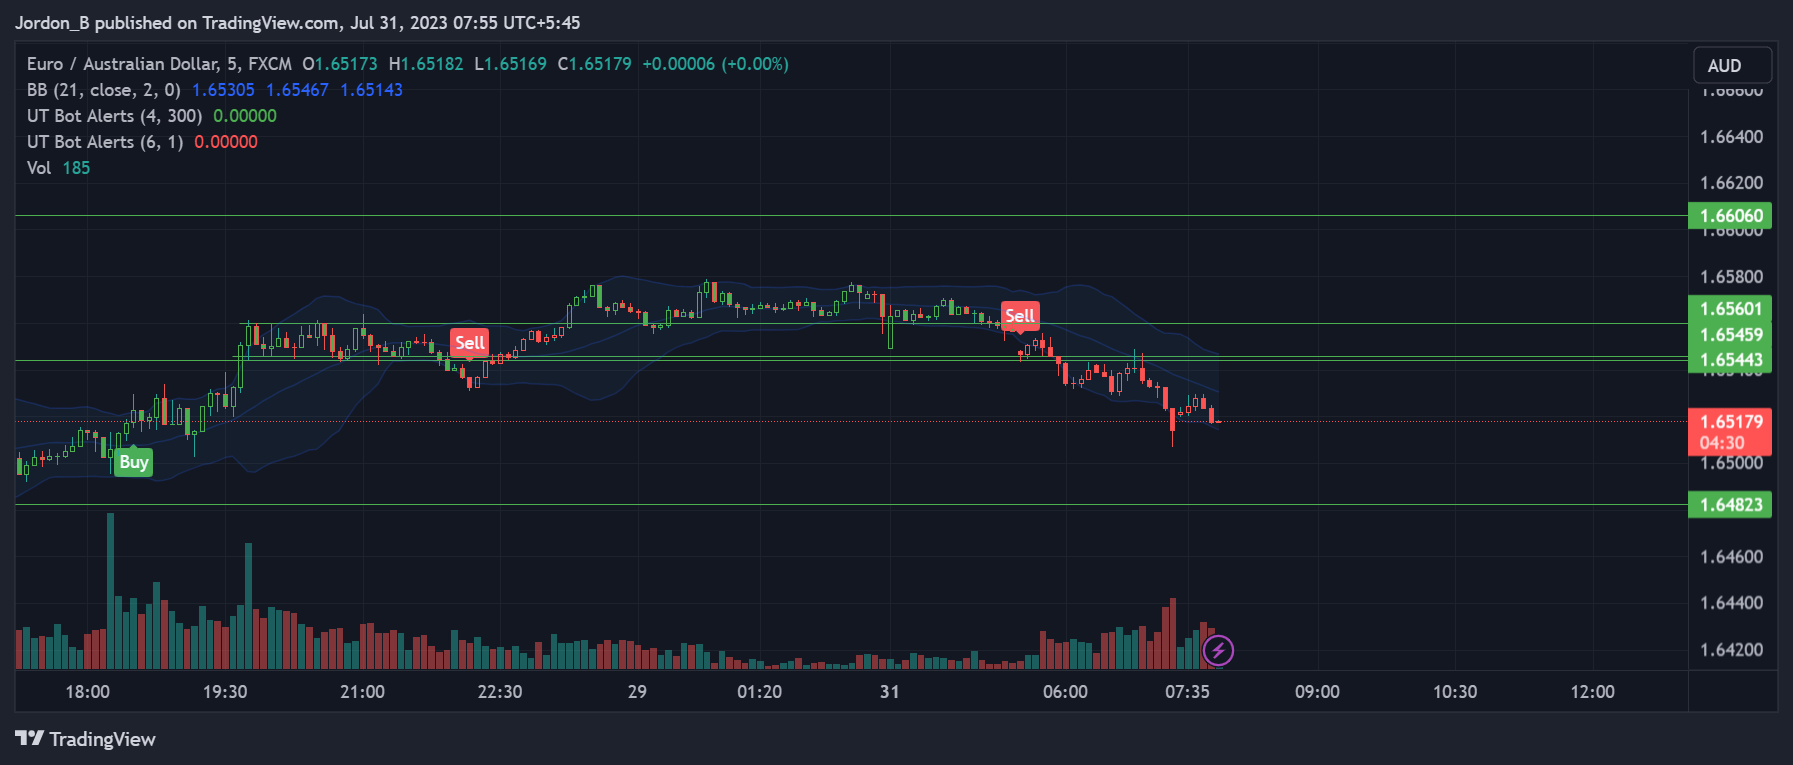 Jordon_B published on TradingView.com, Jul 31, 2023 07:55 UTC+5:45
Euro / Australian Dollar, 5, FXCM O1.65173 H1.65182 L1.65169 C1.65179 +0.00006 (+0.00%)
AUD
BB (21, close, 2, 0) 1.65305 1.65467 1.65143
1.66600
UT Bot Alerts (4, 300) 0.00000
UT Bot Alerts (6, 1) 0.00000
1.66400
Vol 185
1.66200
1.66060
1.66000
1.65800
1.65601
Sell
Sell
1.65459
1.65443
1.65400
1.65179
04:30
Buy
1.65000
1.64823
1.64600
1.64400
1.64200
18:00 19:30 21:00 22:30 29 01:20 31 06:00 07:35 09:00 10:30 12:00
TradingView